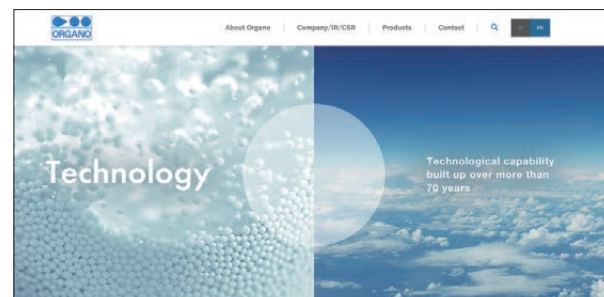 ORGANO
About Organo
Company/IR/CSR
Products
Contact
EN
Technology
Technological capability
built up over more than
70 years